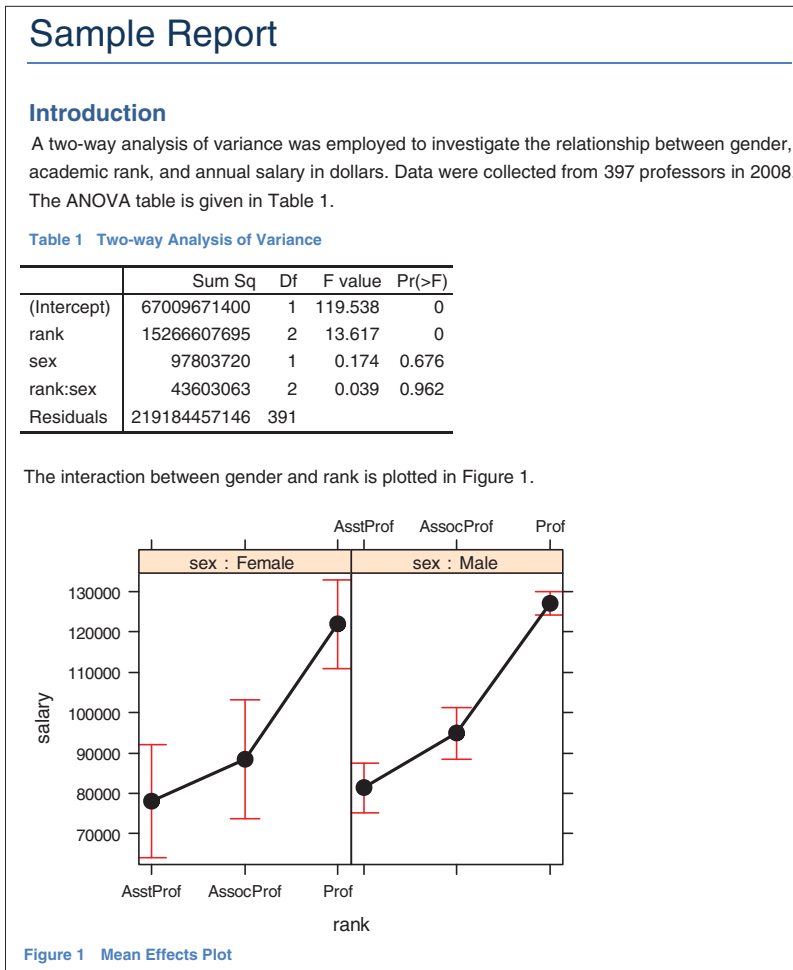 Sample Report
Introduction
A two-way analysis of variance was employed to investigate the relationship between gender,
academic rank, and annual salary in dollars. Data were collected from 397 professors in 2008.
The ANOVA table is given in Table 1.
Table 1 Two-way Analysis of Variance
Sum Sq Df F value Pr(>F)
(Intercept) 67009671400 1 119.538 0
rank 15266607695 2 13.617 0
sex 97803720 1 0.174 0.676
rank:sex 43603063 2 0.039 0.962
Residuals 219184457146 391
The interaction between gender and rank is plotted in Figure 1.
AsstProf AssocProf Prof
sex : Female sex : Male
130000
120000
110000
100000
90000
80000
70000
salary
AsstProf AssocProf Prof
rank
Figure 1 Mean Effects Plot